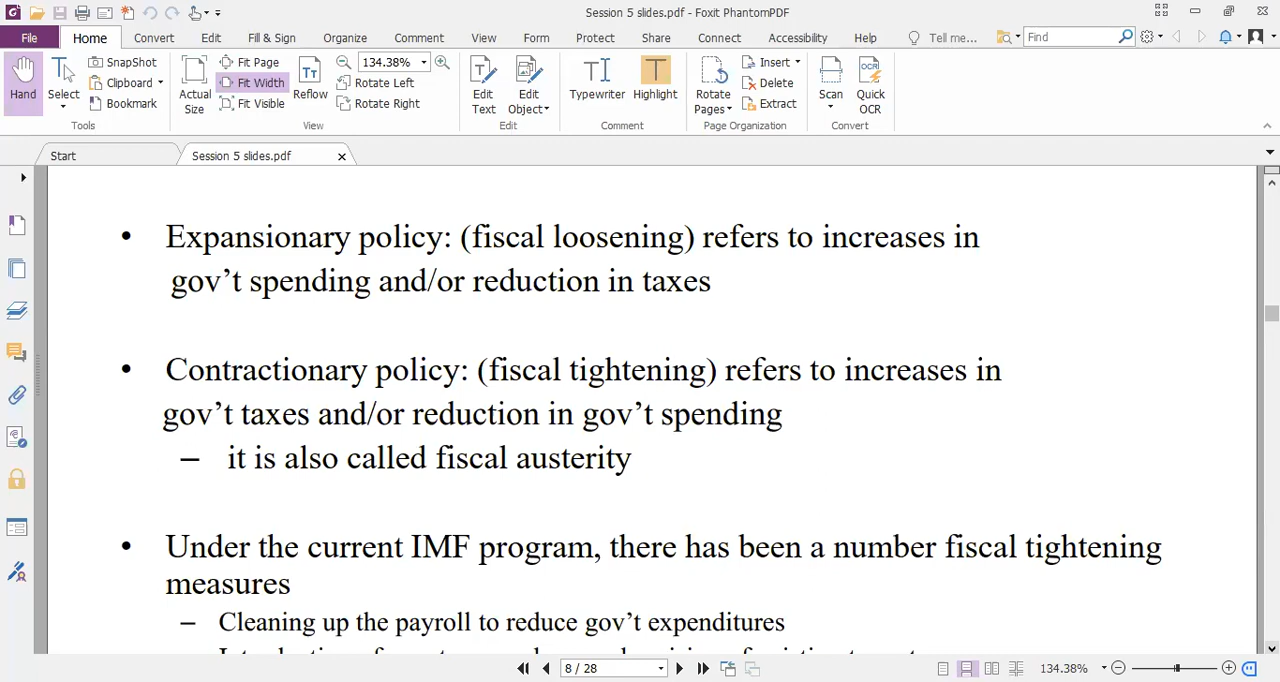 Session 5 slides.pdf - Foxit PhantomPDF
File Home Convert Edit Fill & Sign Organize Comment View Form Protect Share Connect Accessibility Help Tell me... Find
SnapShot Fit Page 134.38% Insert
Clipboard Fit Width Rotate Left Delete
Bookmark Fit Visible Rotate Right Extract
Hand Select Actual Size Reflow Edit Text Edit Object Typewriter Highlight Rotate Pages Scan OCR Quick OCR
Tools View Edit Comment Page Organization Convert
Start Session 5 slides.pdf
• Expansionary policy: (fiscal loosening) refers to increases in
gov’t spending and/or reduction in taxes
• Contractionary policy: (fiscal tightening) refers to increases in
gov’t taxes and/or reduction in gov’t spending
– it is also called fiscal austerity
• Under the current IMF program, there has been a number fiscal tightening
measures
– Cleaning up the payroll to reduce gov’t expenditures
8 / 28 134.38%